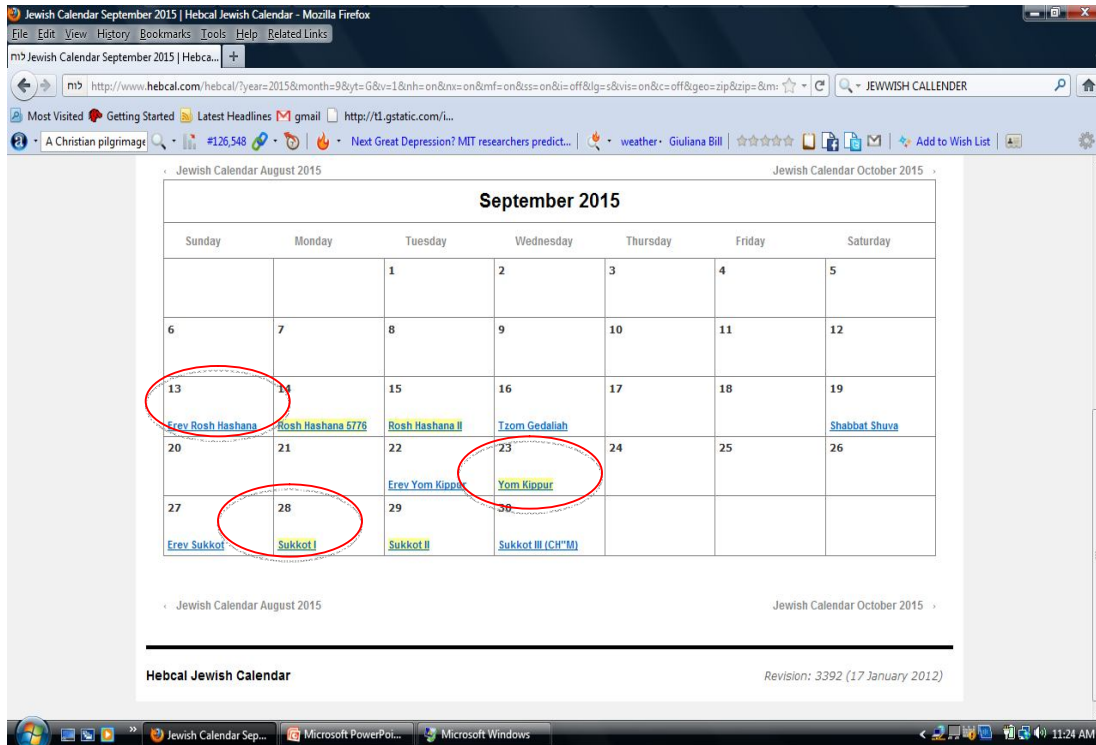 Jewish Calendar September 2015 | Hebcal Jewish Calendar - Mozilla Firefox
File Edit View History Bookmarks Tools Help Related Links
לוח Jewish Calendar September 2015 | Hebca... +
לוח http://www.hebcal.com/hebcal/?year=2015&month=9&yt=G&v=1&nh=on&nx=on&mf=on&ss=on&i=off&lg=s&vis=on&c=off&geo=zip&zip=&m: JEWWISH CALLENDER
Most Visited Getting Started Latest Headlines gmail http://t1.gstatic.com/i...
A Christian pilgrimage #126,548 Next Great Depression? MIT researchers predict... weather Giuliana Bill Add to Wish List
‹ Jewish Calendar August 2015 Jewish Calendar October 2015 ›
September 2015
Sunday Monday Tuesday Wednesday Thursday Friday Saturday
1 2 3 4 5
6 7 8 9 10 11 12
13 14 15 16 17 18 19
Erev Rosh Hashana Rosh Hashana 5776 Rosh Hashana II Tzom Gedaliah Shabbat Shuva
20 21 22 23 24 25 26
Erev Yom Kippur Yom Kippur
27 28 29 30
Erev Sukkot Sukkot I Sukkot II Sukkot III (CH"M)
‹ Jewish Calendar August 2015 Jewish Calendar October 2015 ›
Hebcal Jewish Calendar Revision: 3392 (17 January 2012)
Jewish Calendar Sep... Microsoft PowerPoi... Microsoft Windows 11:24 AM